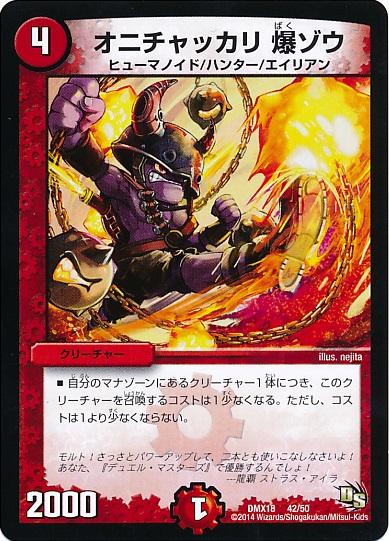 4
オニチャッカリ 爆ゾウ
ばく
ヒューマノイド/ハンター/エイリアン
illus. nejita
クリーチャー
■ 自分のマナゾーンにあるクリーチャー1体につき、このク
リーチャーを召喚するコストは1少なくなる。ただし、コス
トは1より少なくならない。
モルト！さっさとパワーアップして、二本とも使いこなしなさいよ！
あなた、『デュエル・マスターズ』で優勝するんでしょ！
---龍覇 ストラス・アイラ
2000
1
DMX18 42/50
©2014 Wizards/Shogakukan/Mitsui-Kids
DS